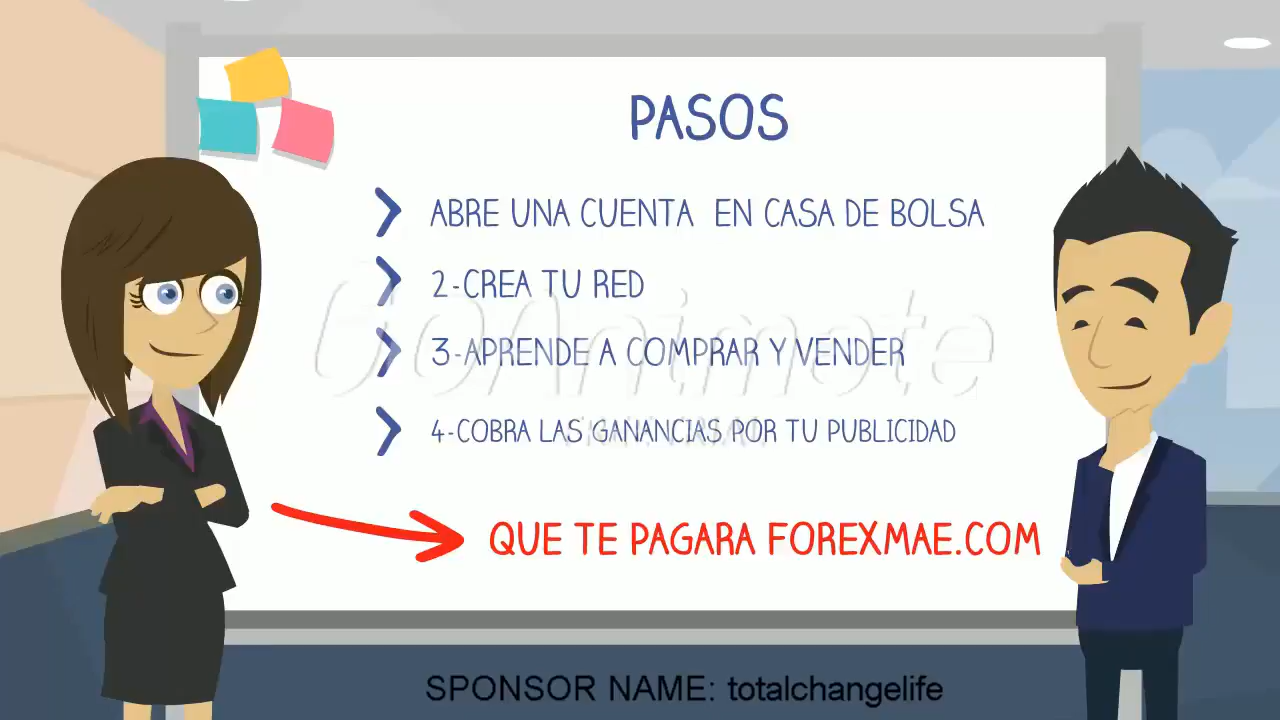 PASOS
ABRE UNA CUENTA EN CASA DE BOLSA
2-CREA TU RED
3-APRENDE A COMPRAR Y VENDER
4-COBRA LAS GANANCIAS POR TU PUBLICIDAD
QUE TE PAGARA FOREXMAE.COM
SPONSOR NAME: totalchangelife
GoAnimate